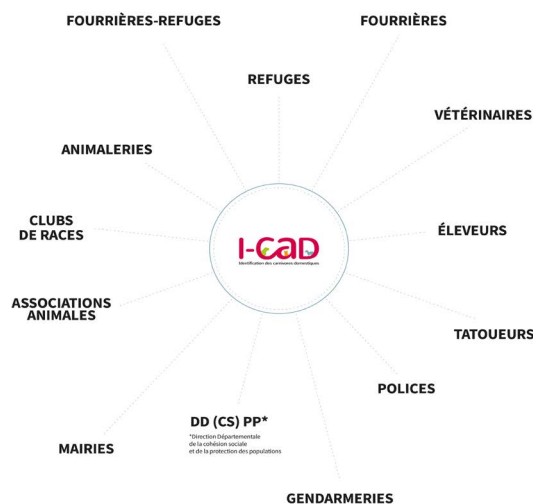 FOURRIÈRES-REFUGES
FOURRIÈRES
REFUGES
VÉTÉRINAIRES
ANIMALERIES
CLUBS
DE RACES
ÉLEVEURS
I-CAD
Identification des carnivores domestiques
ASSOCIATIONS
ANIMALES
TATOUEURS
POLICES
DD (CS) PP*
*Direction Départementale
de la cohésion sociale
et de la protection des populations
MAIRIES
GENDARMERIES